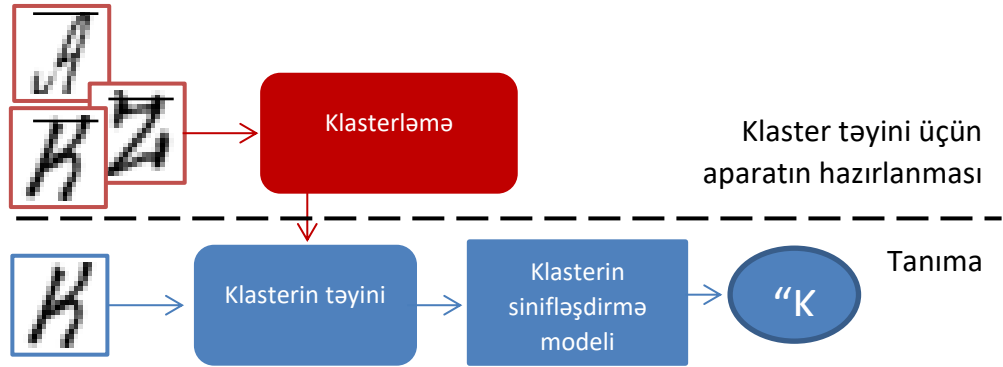 A
K
Z
Klasterləmə
Klaster təyini üçün
aparatın hazırlanması
K
Klasterin təyini
Klasterin
sinifləşdirmə
modeli
“K
Tanıma